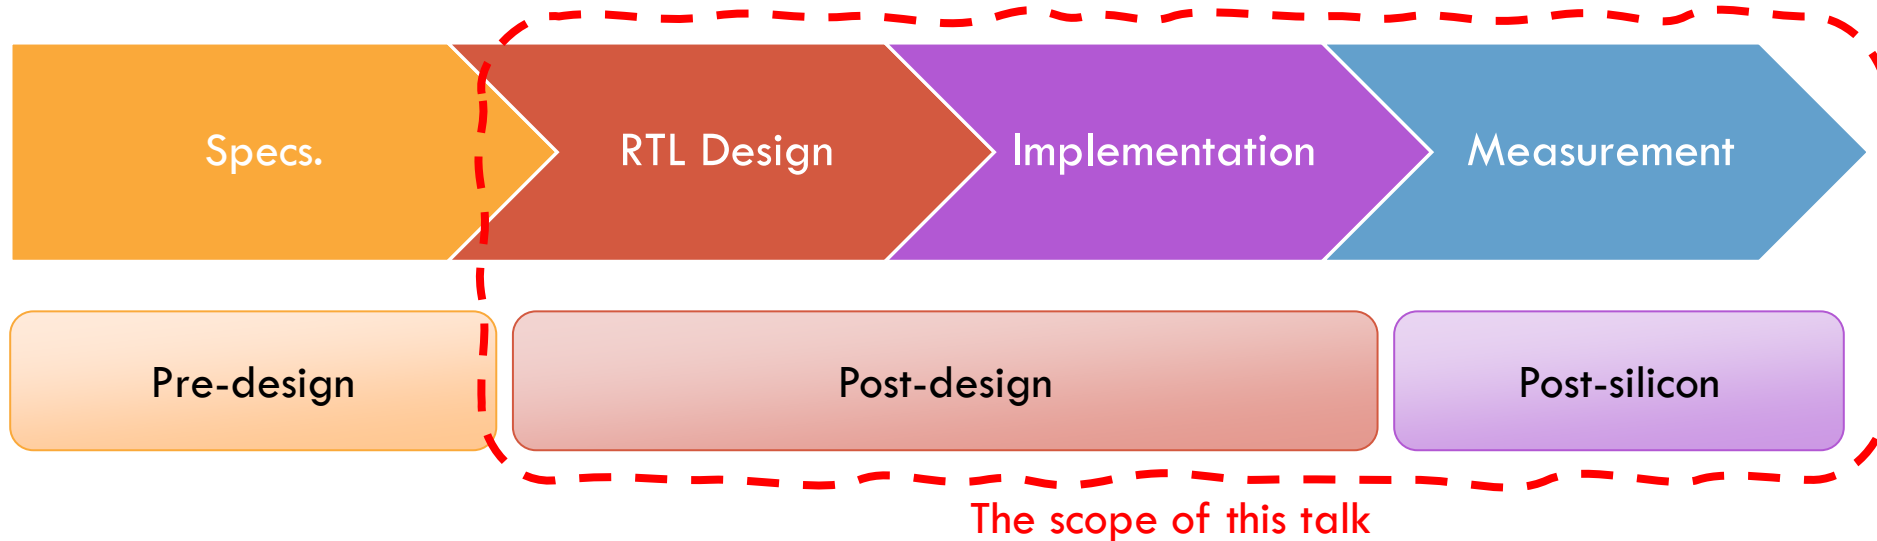 Specs.
RTL Design
Implementation
Measurement
Pre-design
Post-design
Post-silicon
The scope of this talk